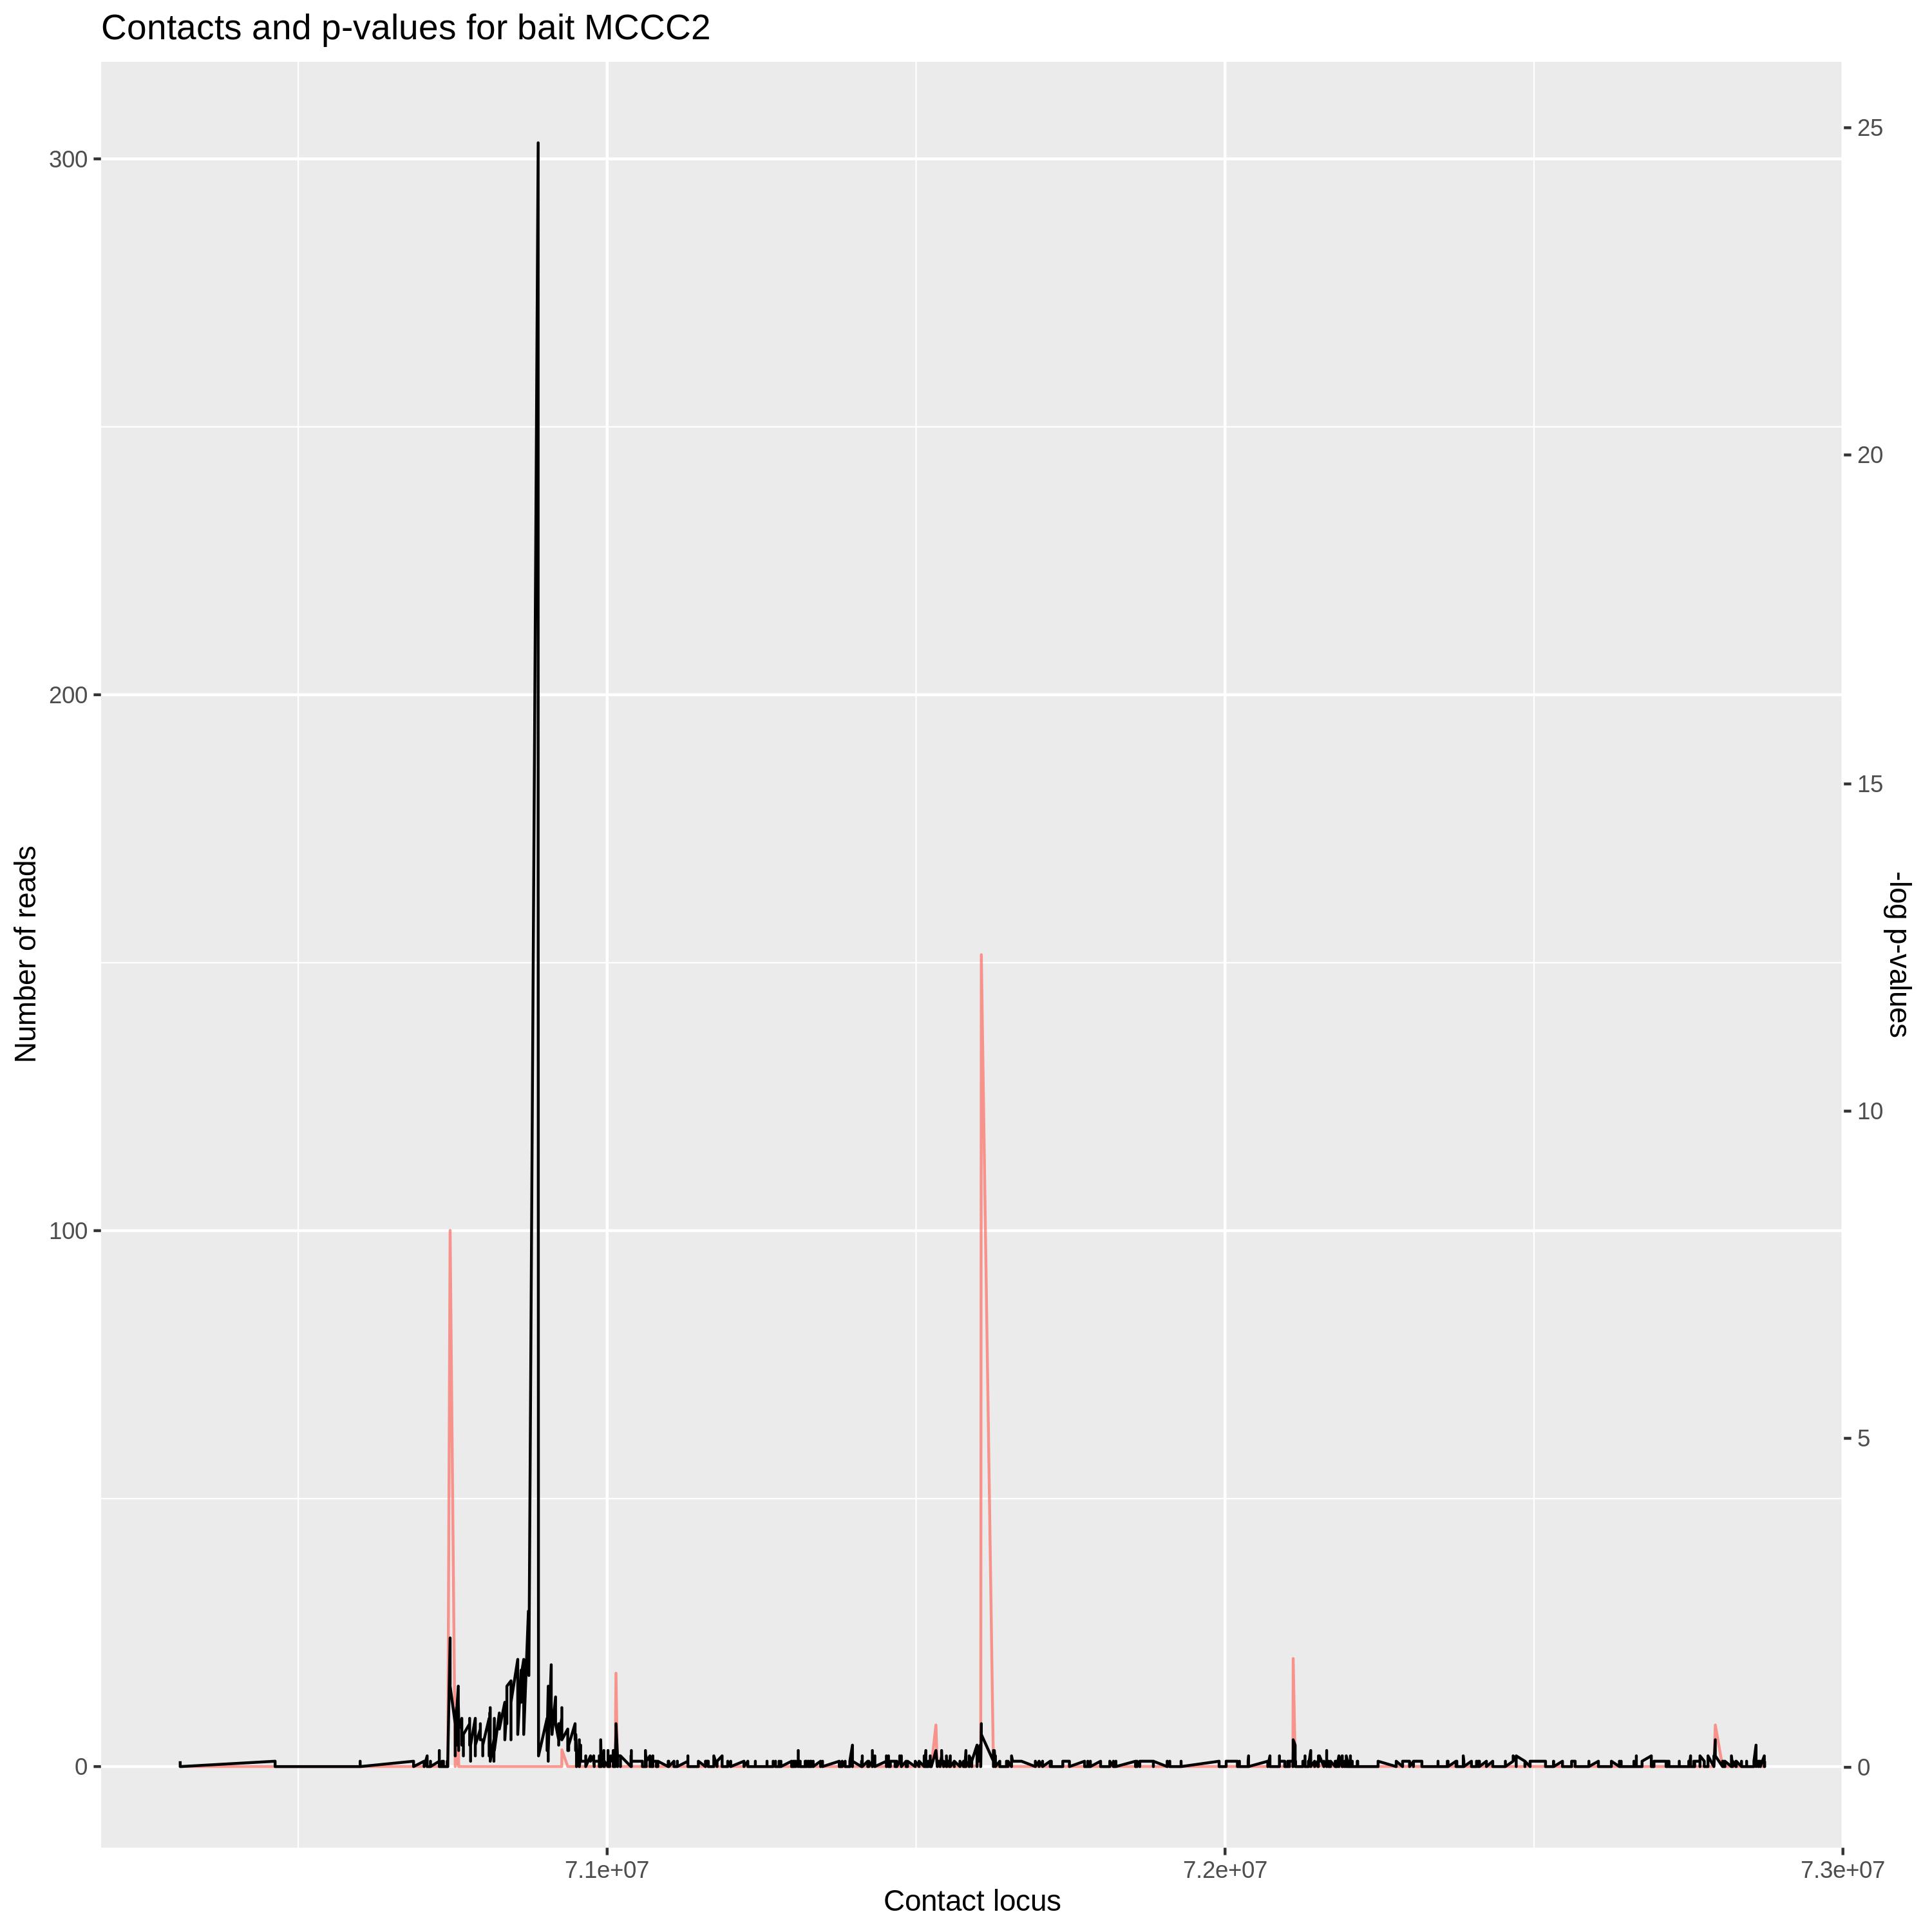 Contacts and p-values for bait MCCC2
300
200
100
0
Number of reads
25
20
15
10
5
0
-log p-values
7.1e+07
7.2e+07
7.3e+07
Contact locus